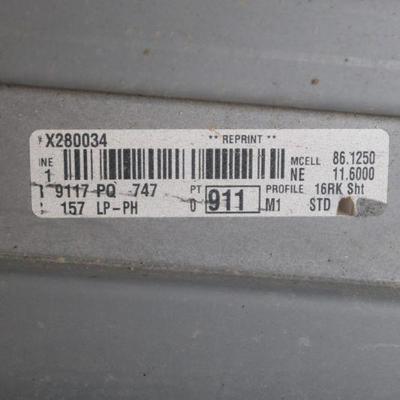 X280034 ** REPRINT **
INE MCELL 86.1250
1 NE 11.6000
9117 PQ 747 PT 911 PROFILE 16RK Sht
157 LP-PH 0 M1 STD